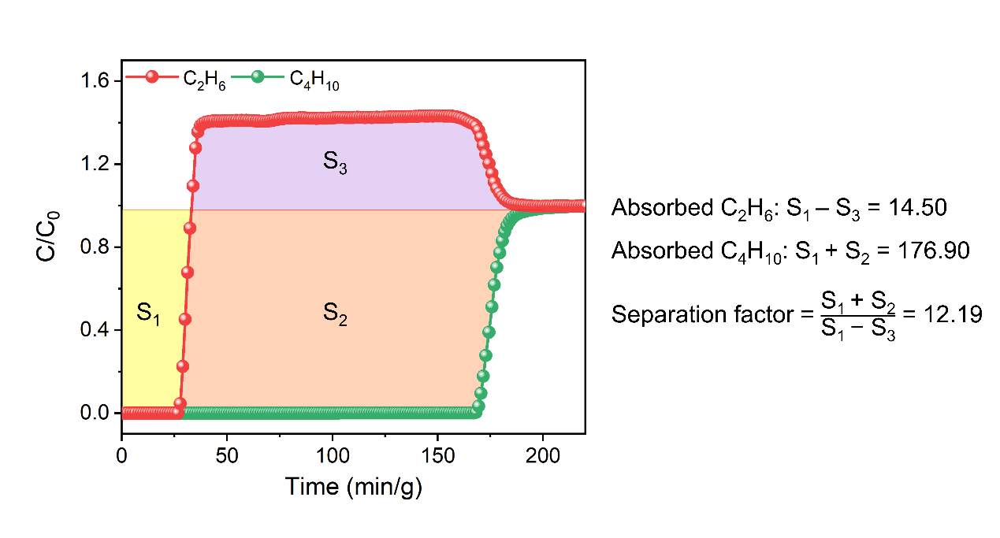 C₂H₆ C₄H₁₀
1.6
1.2
0.8
0.4
0.0
C/C₀
S₃
S₁
S₂
0 50 100 150 200
Time (min/g)
Absorbed C₂H₆: S₁ – S₃ = 14.50
Absorbed C₄H₁₀: S₁ + S₂ = 176.90
Separation factor = S₁ + S₂ / S₁ – S₃ = 12.19